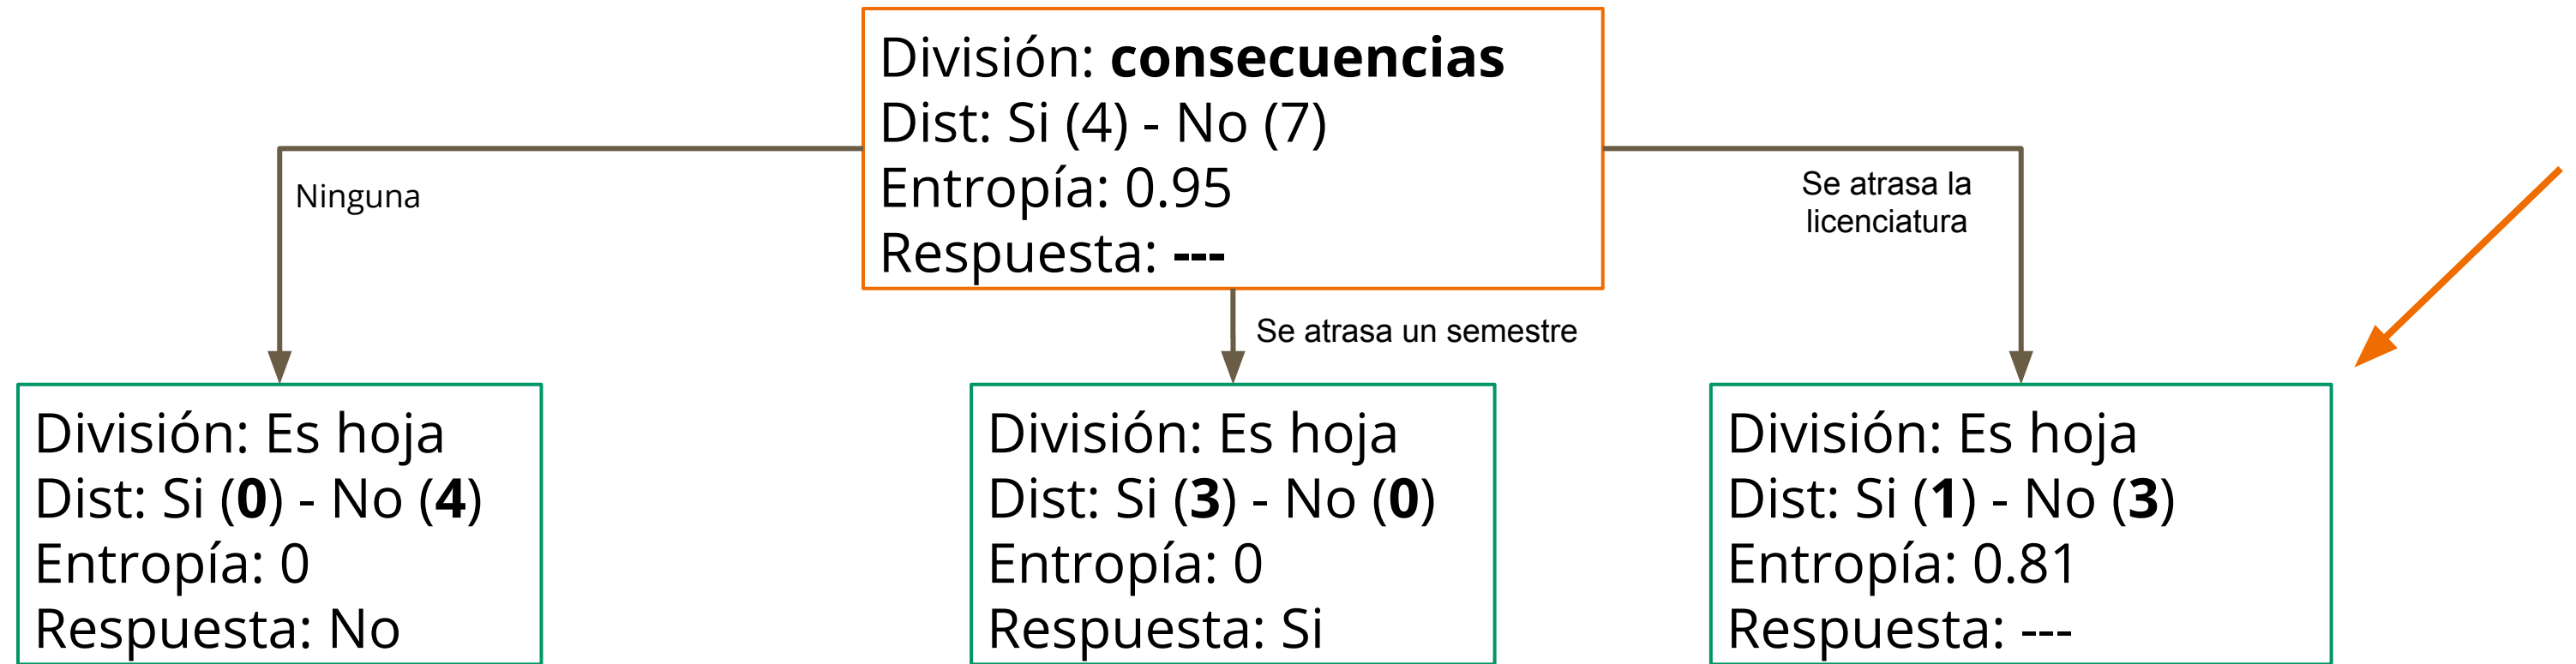 División: consecuencias
Dist: Si (4) - No (7)
Entropía: 0.95
Respuesta: ---
Ninguna
Se atrasa un semestre
Se atrasa la
licenciatura
División: Es hoja
Dist: Si (0) - No (4)
Entropía: 0
Respuesta: No
División: Es hoja
Dist: Si (3) - No (0)
Entropía: 0
Respuesta: Si
División: Es hoja
Dist: Si (1) - No (3)
Entropía: 0.81
Respuesta: ---